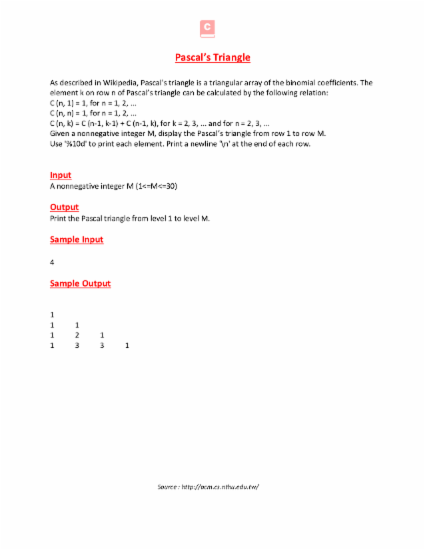 C
Pascal's Triangle
As described in Wikipedia, Pascal's triangle is a triangular array of the binomial coefficients. The
element k on row n of Pascal's triangle can be calculated by the following relation:
C (n, 1) = 1, for n = 1, 2, ...
C (n, n) = 1, for n = 1, 2, ...
C (n, k) = C (n-1, k-1) + C (n-1, k), for k = 2, 3, ... and for n = 2, 3, ...
Given a nonnegative integer M, display the Pascal's triangle from row 1 to row M.
Use '%10d' to print each element. Print a newline '\n' at the end of each row.
Input
A nonnegative integer M (1<=M<=30)
Output
Print the Pascal triangle from level 1 to level M.
Sample Input
4
Sample Output
1
1 1
1 2 1
1 3 3 1
Source : http://acm.cs.nthu.edu.tw/